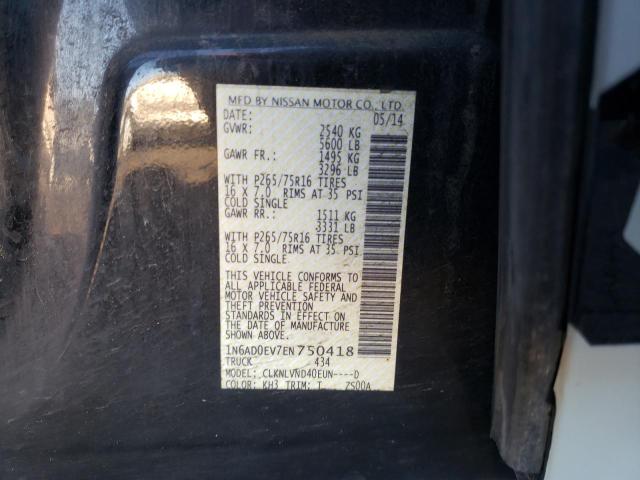 MFD BY NISSAN MOTOR CO., LTD.
DATE: 05/14
GVWR: 2540 KG
5600 LB
GAWR FR.: 1495 KG
3296 LB
WITH P265/75R16 TIRES
16 X 7.0 RIMS AT 35 PSI
COLD SINGLE
GAWR RR.: 1511 KG
3331 LB
WITH P265/75R16 TIRES
16 X 7.0 RIMS AT 35 PSI
COLD SINGLE
THIS VEHICLE CONFORMS TO
ALL APPLICABLE FEDERAL
MOTOR VEHICLE SAFETY AND
THEFT PREVENTION
STANDARDS IN EFFECT ON
THE DATE OF MANUFACTURE
SHOWN ABOVE.
1N6AD0EV7EN750418
TRUCK 434
MODEL: CLKNLVND40EUN----D
COLOR: KH3 TRIM: T ZS00A